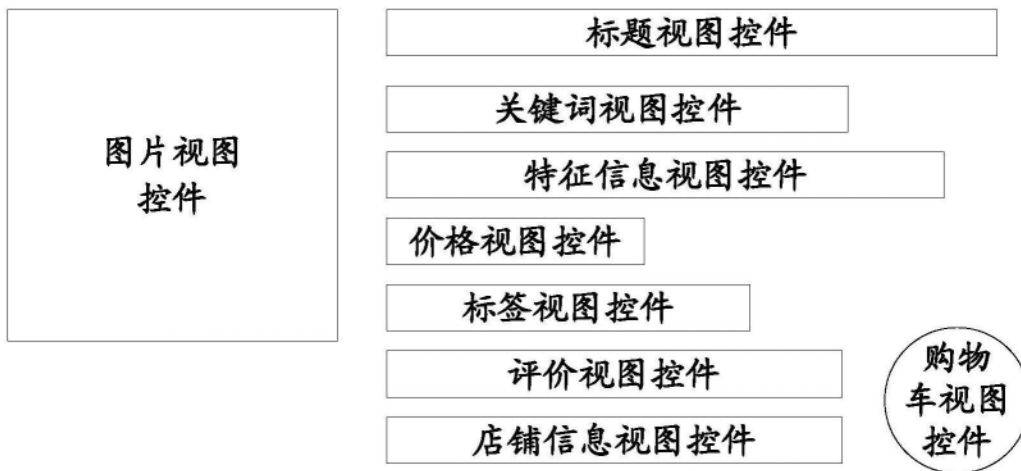 图片视图
控件
标题视图控件
关键词视图控件
特征信息视图控件
价格视图控件
标签视图控件
评价视图控件
店铺信息视图控件
购物
车视图
控件